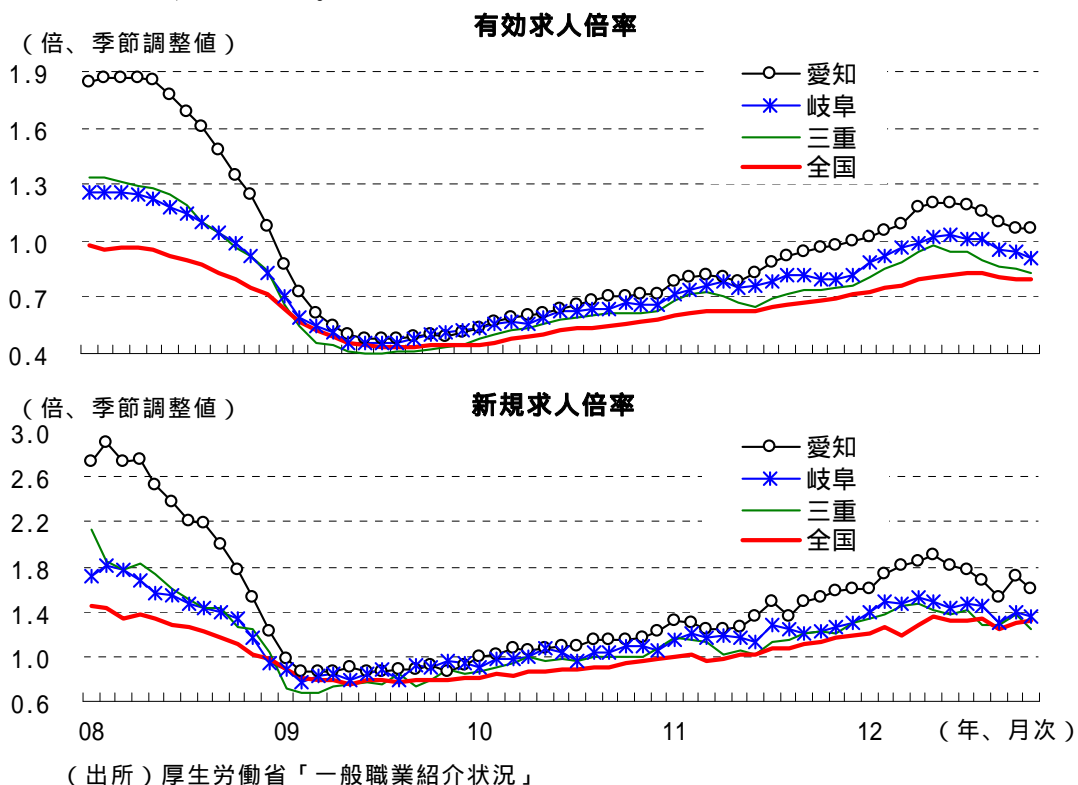 有効求人倍率
（倍、季節調整値）
1.9
1.6
1.3
1.0
0.7
0.4
愛知
岐阜
三重
全国
新規求人倍率
（倍、季節調整値）
3.0
2.6
2.2
1.8
1.4
1.0
0.6
愛知
岐阜
三重
全国
08 09 10 11 12 （年、月次）
（出所）厚生労働省「一般職業紹介状況」